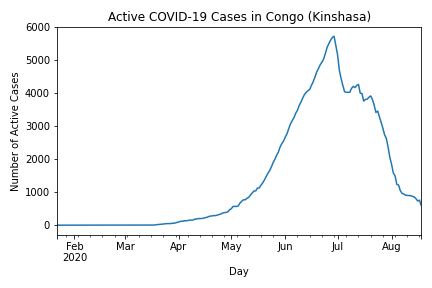 Active COVID-19 Cases in Congo (Kinshasa)
6000
5000
4000
3000
2000
1000
0
Number of Active Cases
Feb Mar Apr May Jun Jul Aug
2020
Day